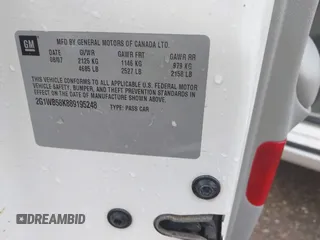 GM
MFD BY GENERAL MOTORS OF CANADA LTD.
08/07 GVWR GAWR FRT GAWR RR
2125 KG 1146 KG 979 KG
4685 LB 2527 LB 2158 LB
THIS VEHICLE CONFORMS TO ALL APPLICABLE U.S. FEDERAL MOTOR
VEHICLE SAFETY, BUMPER, AND THEFT PREVENTION STANDARDS
IN EFFECT ON THE DATE OF MANUFACTURE SHOWN ABOVE.
2G1WB58K889195248
TYPE: PASS CAR
DREAMBID